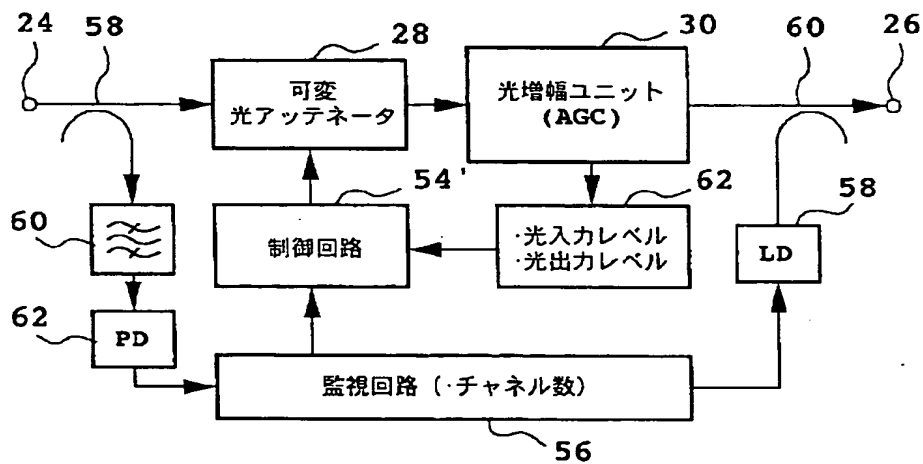 24
58
28
30
60
26
可変
光アッテネータ
光増幅ユニット
(AGC)
54'
62
58
60
制御回路
·光入力レベル
·光出力レベル
LD
62
PD
監視回路 (·チャネル数)
56